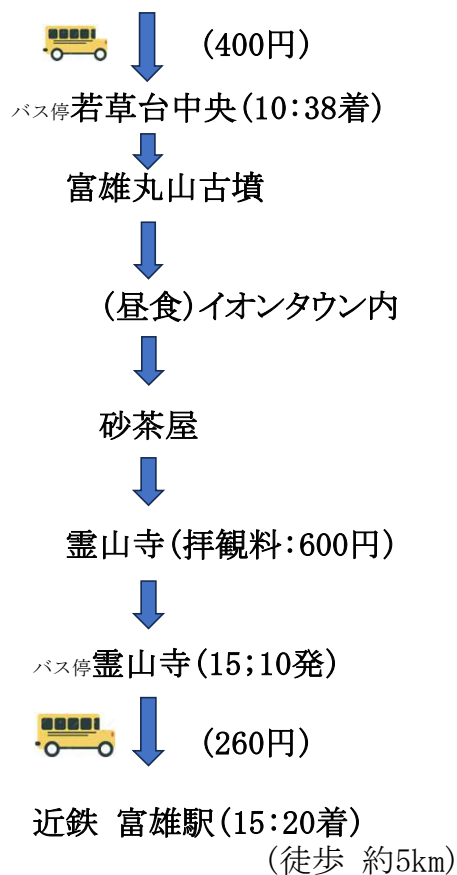 (400円)
バス停若草台中央(10:38着)
富雄丸山古墳
(昼食)イオンタウン内
砂茶屋
霊山寺(拝観料:600円)
バス停霊山寺(15;10発)
(260円)
近鉄 富雄駅(15:20着)
(徒歩 約5km)